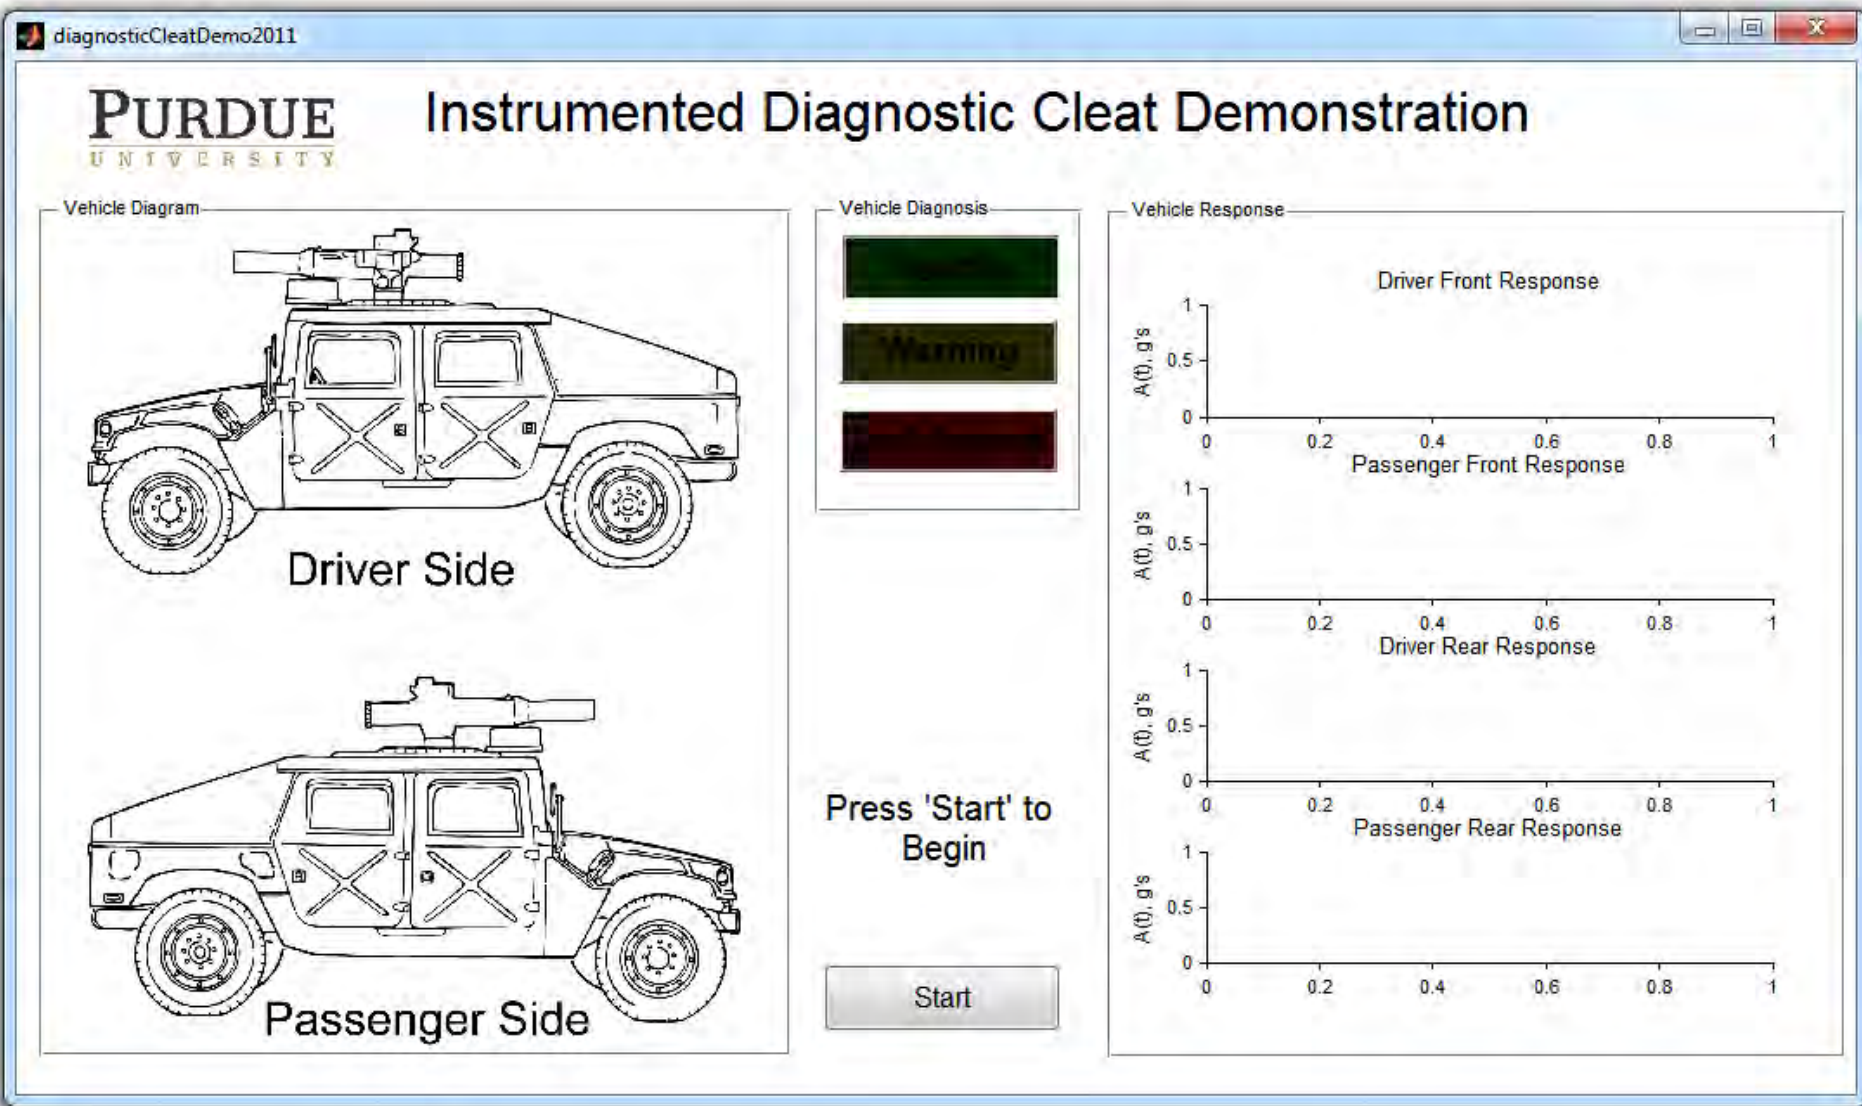 diagnosticCleatDemo2011
PURDUE
UNIVERSITY
Instrumented Diagnostic Cleat Demonstration
Vehicle Diagram
Driver Side
Passenger Side
Vehicle Diagnosis
Warning
Press 'Start' to
Begin
Start
Vehicle Response
Driver Front Response
A(t), g's
1
0.5
0
0 0.2 0.4 0.6 0.8 1
Passenger Front Response
A(t), g's
1
0.5
0
0 0.2 0.4 0.6 0.8 1
Driver Rear Response
A(t), g's
1
0.5
0
0 0.2 0.4 0.6 0.8 1
Passenger Rear Response
A(t), g's
1
0.5
0
0 0.2 0.4 0.6 0.8 1